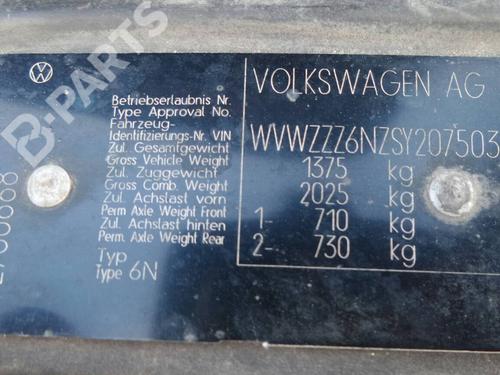 B-PARTS
VOLKSWAGEN AG
Betriebserlaubnis Nr.
Type Approval No.
Fahrzeug-
Identifizierungs-Nr. VIN
WVWZZZ6NZSY207503
Zul. Gesamtgewicht
Gross Vehicle Weight
1375 kg
Zul. Zuggewicht
Gross Comb. Weight
2025 kg
Zul. Achslast vorn
Perm Axle Weight Front
1- 710 kg
Zul. Achslast hinten
Perm. Axle Weight Rear
2- 730 kg
Typ
Type 6N